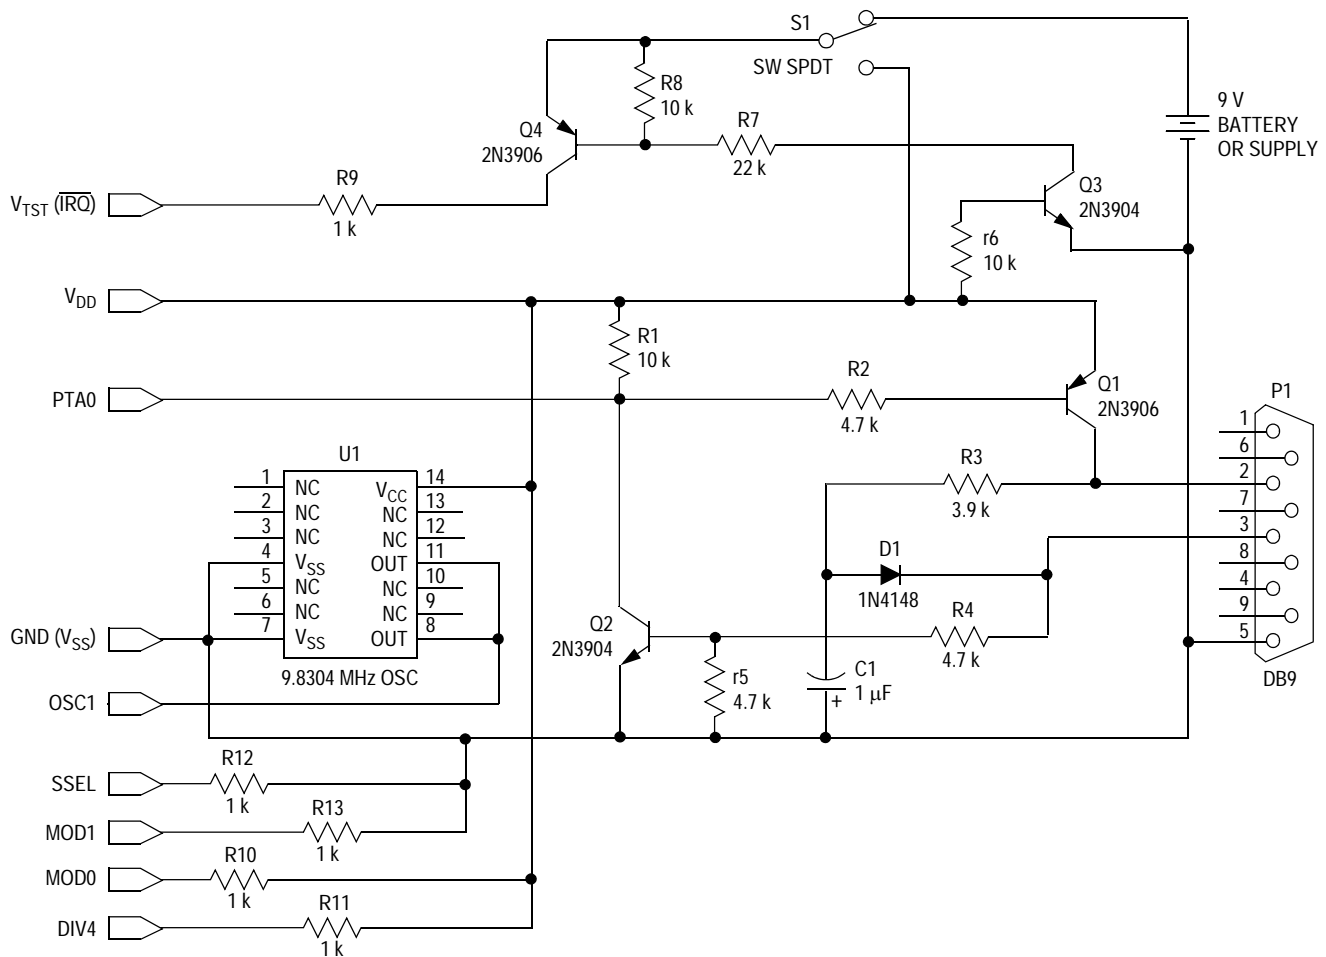 S1
SW SPDT
R8
10 k
9 V
BATTERY
OR SUPPLY
Q4
2N3906
R7
22 k
Q3
2N3904
V_TST (I̅R̅Q̅)
R9
1 k
r6
10 k
V_DD
R1
10 k
PTA0
R2
4.7 k
Q1
2N3906
P1
1
6
2
7
3
8
4
9
5
DB9
U1
1
2
3
4
5
6
7
NC
NC
NC
V_SS
NC
NC
V_SS
14
13
12
11
10
9
8
V_CC
NC
NC
OUT
NC
NC
OUT
9.8304 MHz OSC
R3
3.9 k
D1
1N4148
R4
4.7 k
Q2
2N3904
r5
4.7 k
C1
1 µF
+
GND (V_SS)
OSC1
SSEL
R12
1 k
MOD1
R13
1 k
MOD0
R10
1 k
DIV4
R11
1 k